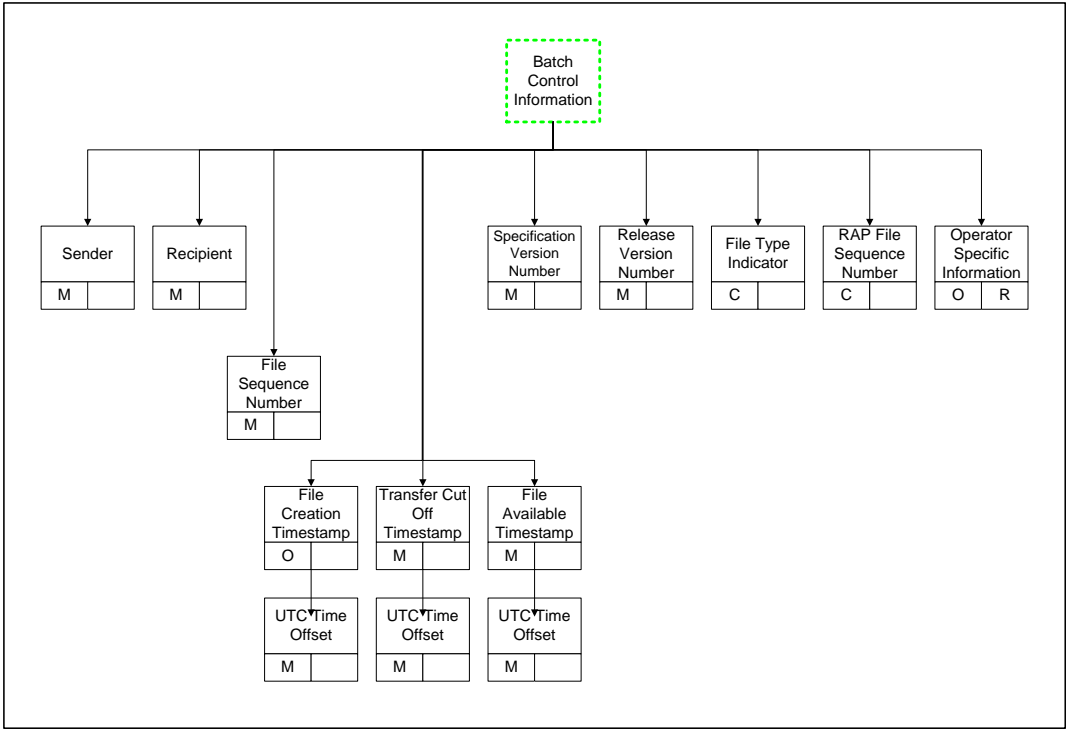 Batch
Control
Information
Sender
M
Recipient
M
Specification
Version
Number
M
Release
Version
Number
M
File Type
Indicator
C
RAP File
Sequence
Number
C
Operator
Specific
Information
O R
File
Sequence
Number
M
File
Creation
Timestamp
O
Transfer Cut
Off
Timestamp
M
File
Available
Timestamp
M
UTC Time
Offset
M
UTC Time
Offset
M
UTC Time
Offset
M